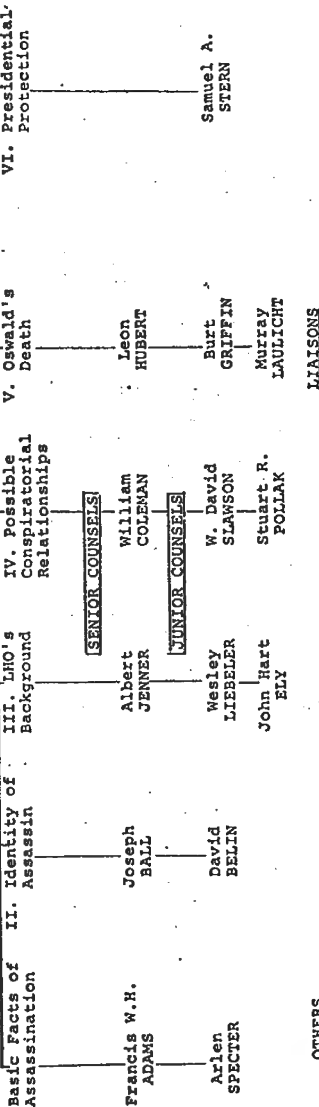 Basic Facts of
Assassination
Francis W.H.
ADAMS
Arlen
SPECTER
OTHERS
II. Identity of
Assassin
Joseph
BALL
David
BELIN
III. LHO's
Background
Albert
JENNER
Wesley
LIEBELER
John Hart
ELY
IV. Possible
Conspiratorial
Relationships
SENIOR COUNSELS
William
COLEMAN
JUNIOR COUNSELS
W. David
SLAWSON
Stuart R.
POLLAK
V. Oswald's
Death
Leon
HUBERT
Burt
GRIFFIN
Murray
LAULICHT
LIAISONS
VI. Presidential
Protection
Samuel A.
STERN